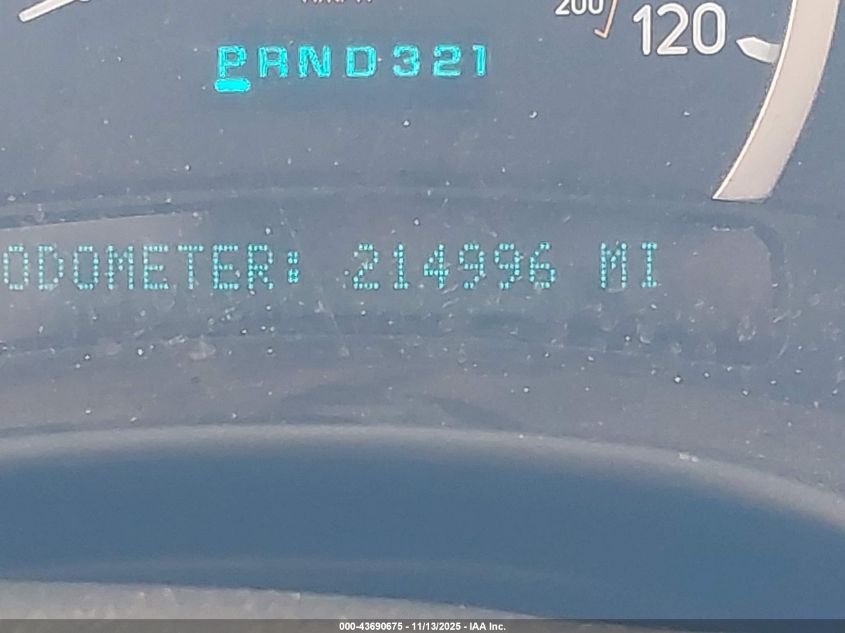 200
120
PRND321
ODOMETER: 214996 MI
000-43690675 - 11/13/2025 - IAA Inc.